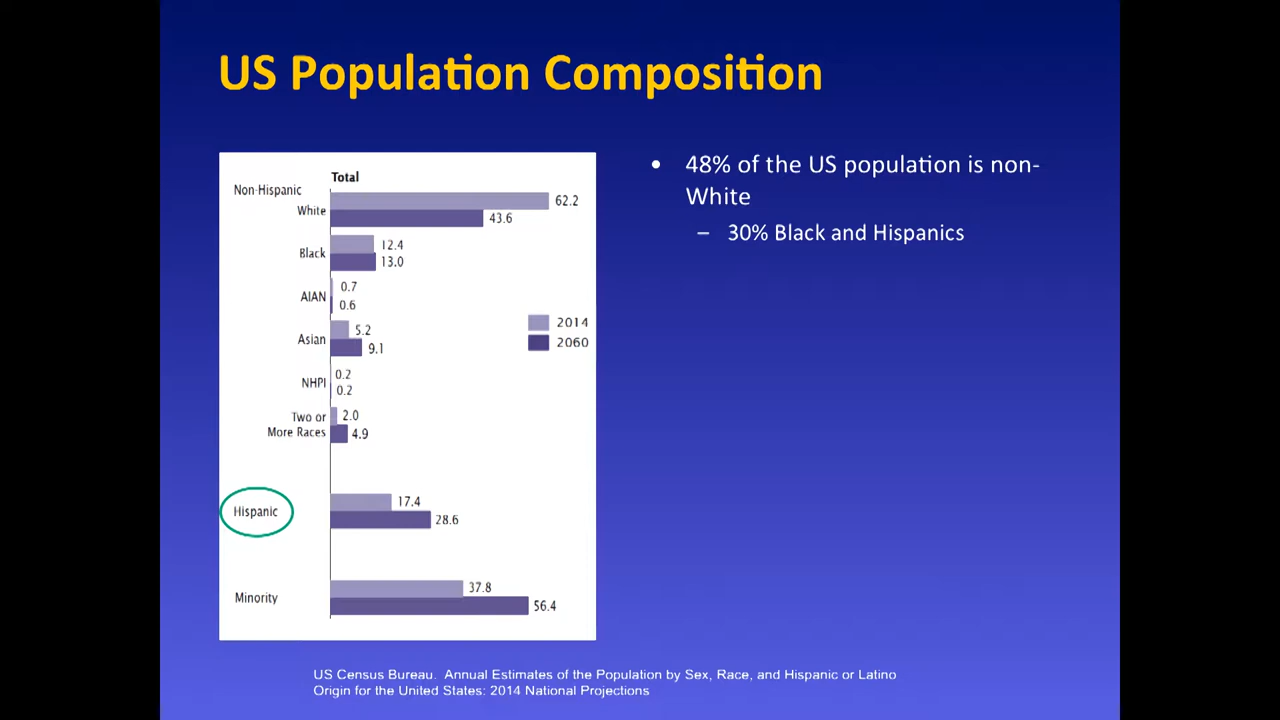 US Population Composition
Total
Non-Hispanic
62.2
White
43.6
12.4
Black
13.0
0.7
AIAN
0.6
5.2
Asian
9.1
0.2
NHPI
0.2
Two or
2.0
More Races
4.9
2014
2060
17.4
Hispanic
28.6
37.8
Minority
56.4
• 48% of the US population is non-
White
– 30% Black and Hispanics
US Census Bureau. Annual Estimates of the Population by Sex, Race, and Hispanic or Latino
Origin for the United States: 2014 National Projections